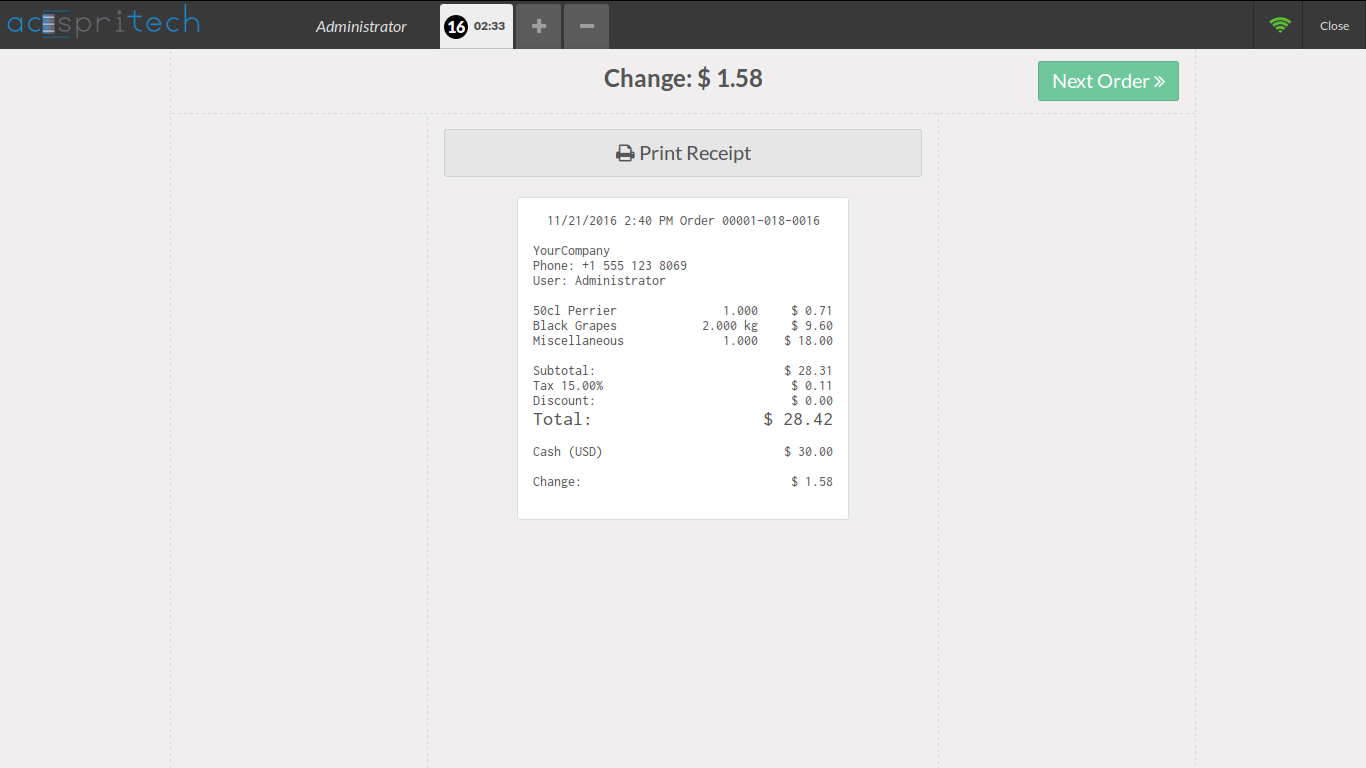 acespritech
Administrator
16 02:33
+
−
Close
Change: $ 1.58
Next Order »
Print Receipt
11/21/2016 2:40 PM Order 00001-018-0016
YourCompany
Phone: +1 555 123 8069
User: Administrator
50cl Perrier 1.000 $ 0.71
Black Grapes 2.000 kg $ 9.60
Miscellaneous 1.000 $ 18.00
Subtotal: $ 28.31
Tax 15.00% $ 0.11
Discount: $ 0.00
Total: $ 28.42
Cash (USD) $ 30.00
Change: $ 1.58